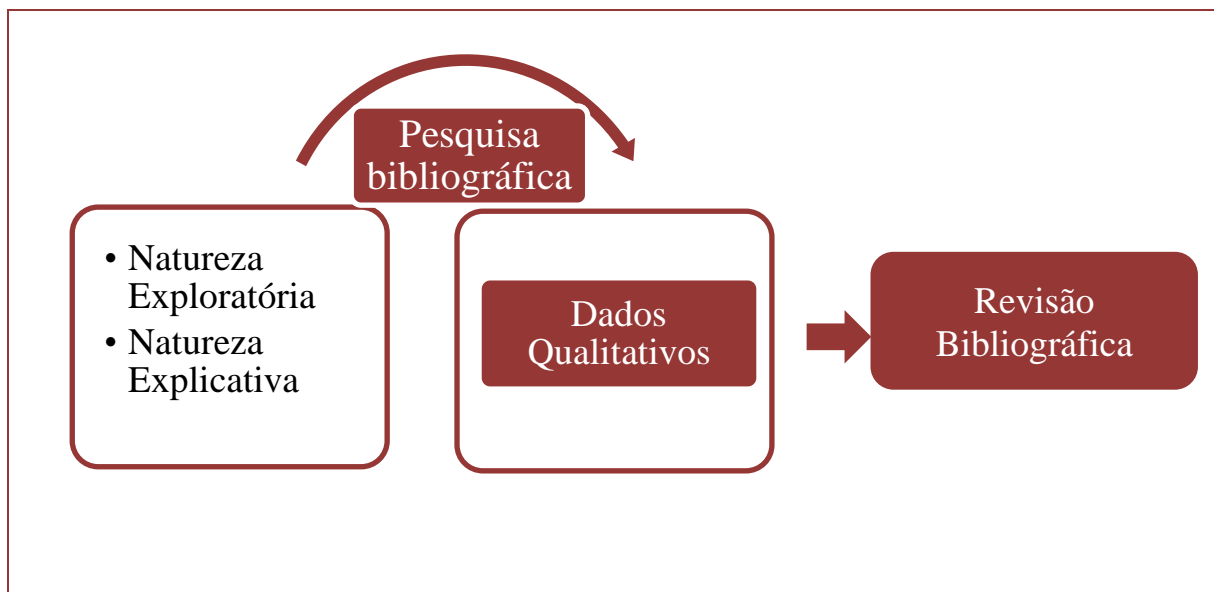 Pesquisa
bibliográfica
• Natureza
Exploratória
• Natureza
Explicativa
Dados
Qualitativos
Revisão
Bibliográfica